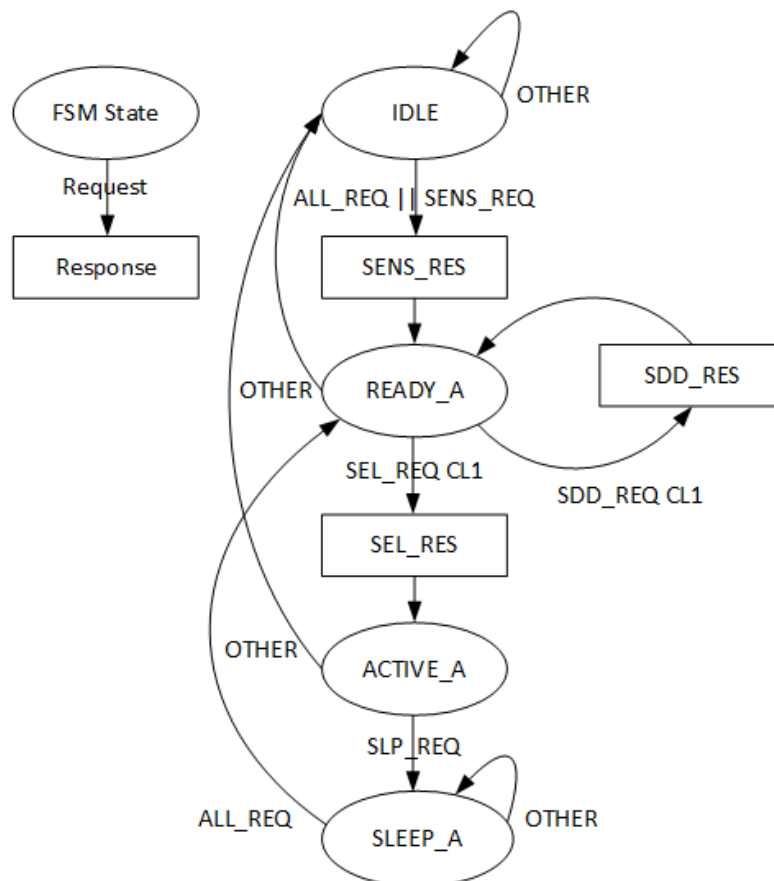 FSM State
Request
Response
IDLE
OTHER
ALL_REQ || SENS_REQ
SENS_RES
READY_A
OTHER
SDD_RES
SDD_REQ CL1
SEL_REQ CL1
SEL_RES
OTHER
ACTIVE_A
SLP_REQ
ALL_REQ
SLEEP_A
OTHER